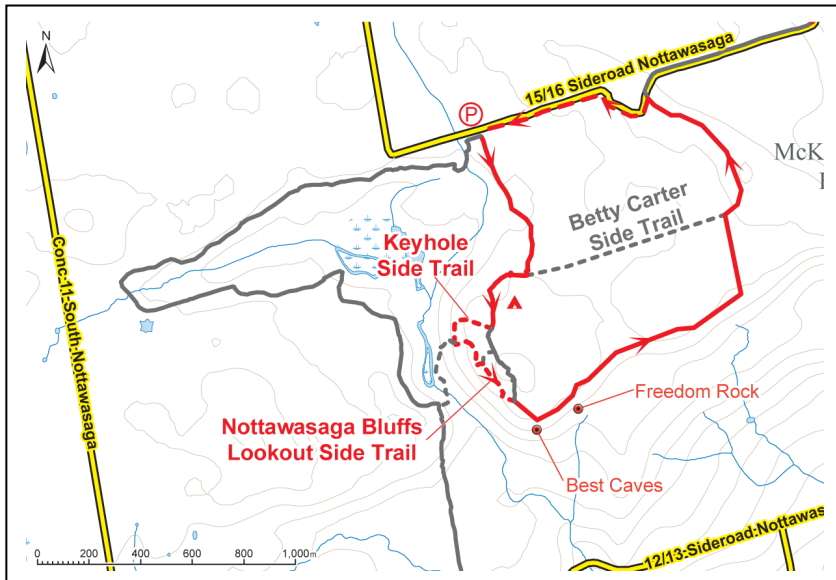 N
15/16 Sideroad Nottawasaga
P
McK
Betty Carter
Side Trail
Keyhole
Side Trail
Conc-11-South-Nottawasaga
Freedom Rock
Nottawasaga Bluffs
Lookout Side Trail
Best Caves
12/13-Sideroad-Nottawas
0 200 400 600 800 1,000m